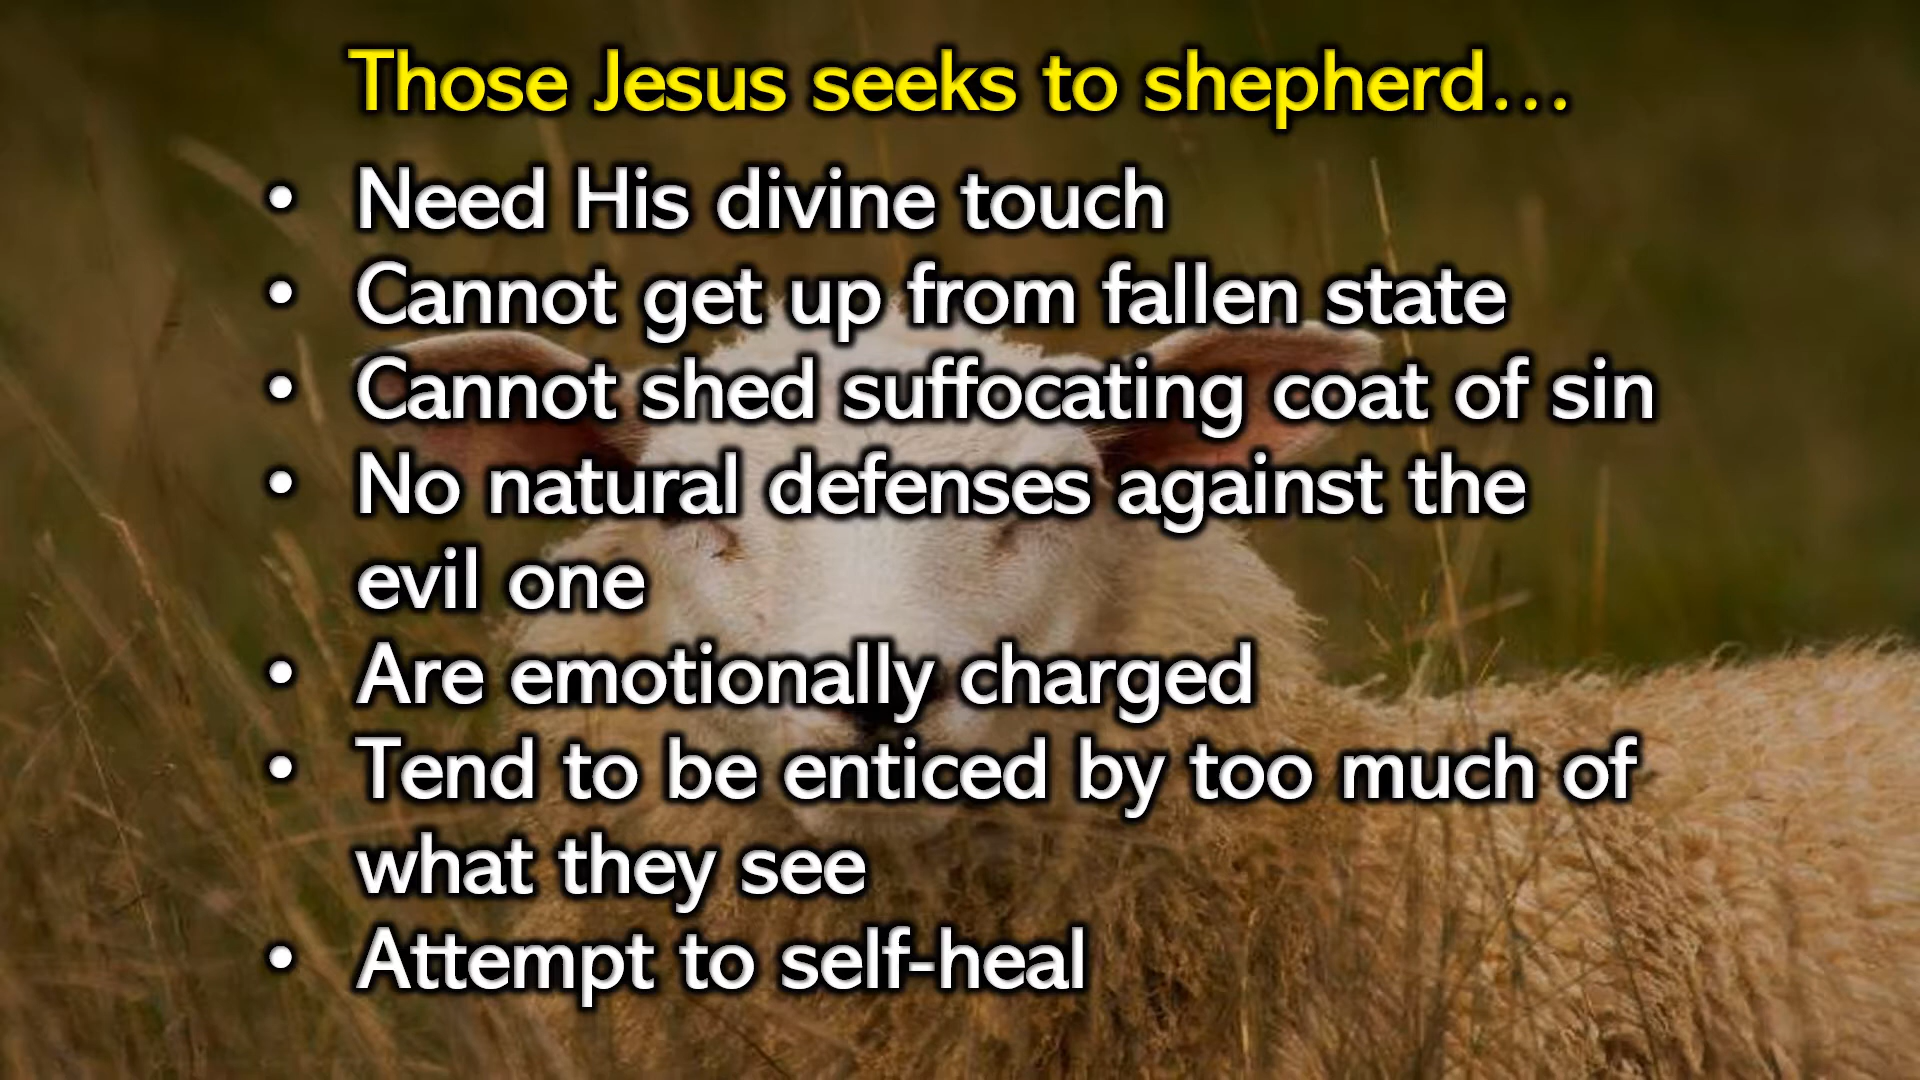 Those Jesus seeks to shepherd…
• Need His divine touch
• Cannot get up from fallen state
• Cannot shed suffocating coat of sin
• No natural defenses against the
evil one
• Are emotionally charged
• Tend to be enticed by too much of
what they see
• Attempt to self-heal